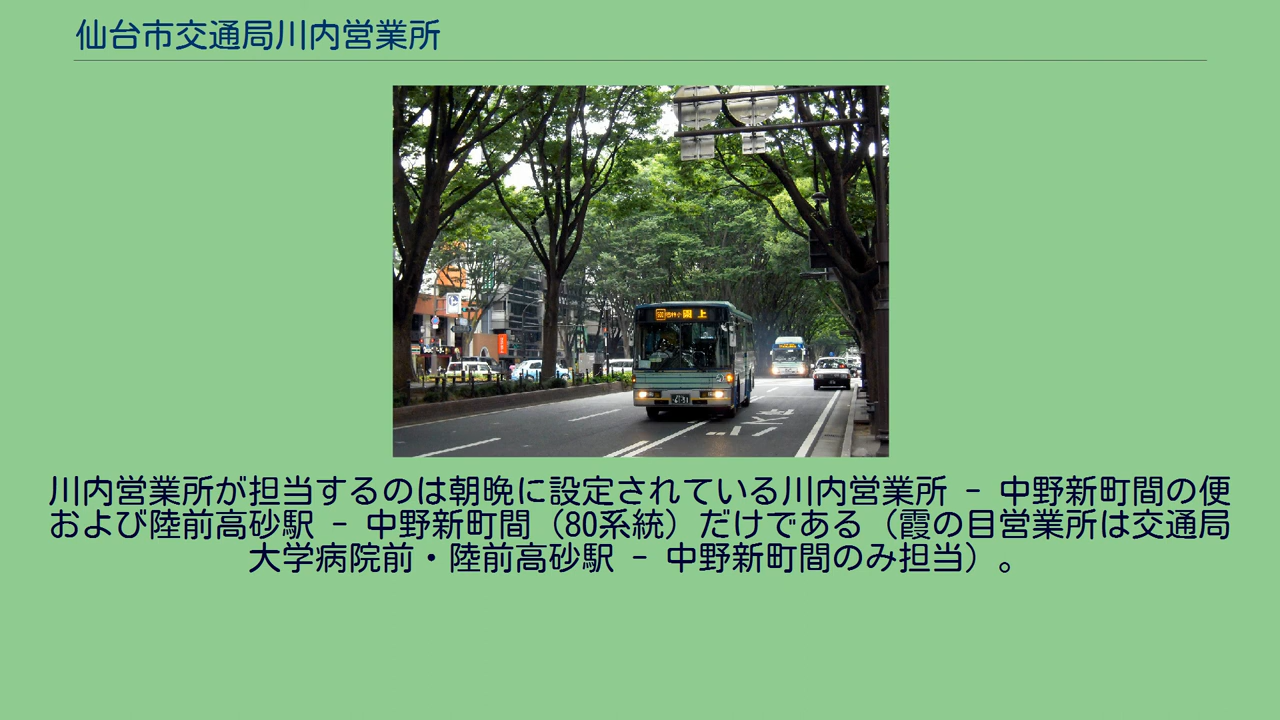 仙台市交通局川内営業所
川内営業所が担当するのは朝晩に設定されている川内営業所 - 中野新町間の便
および陸前高砂駅 - 中野新町間（80系統）だけである（霞の目営業所は交通局
大学病院前・陸前高砂駅 - 中野新町間のみ担当）。